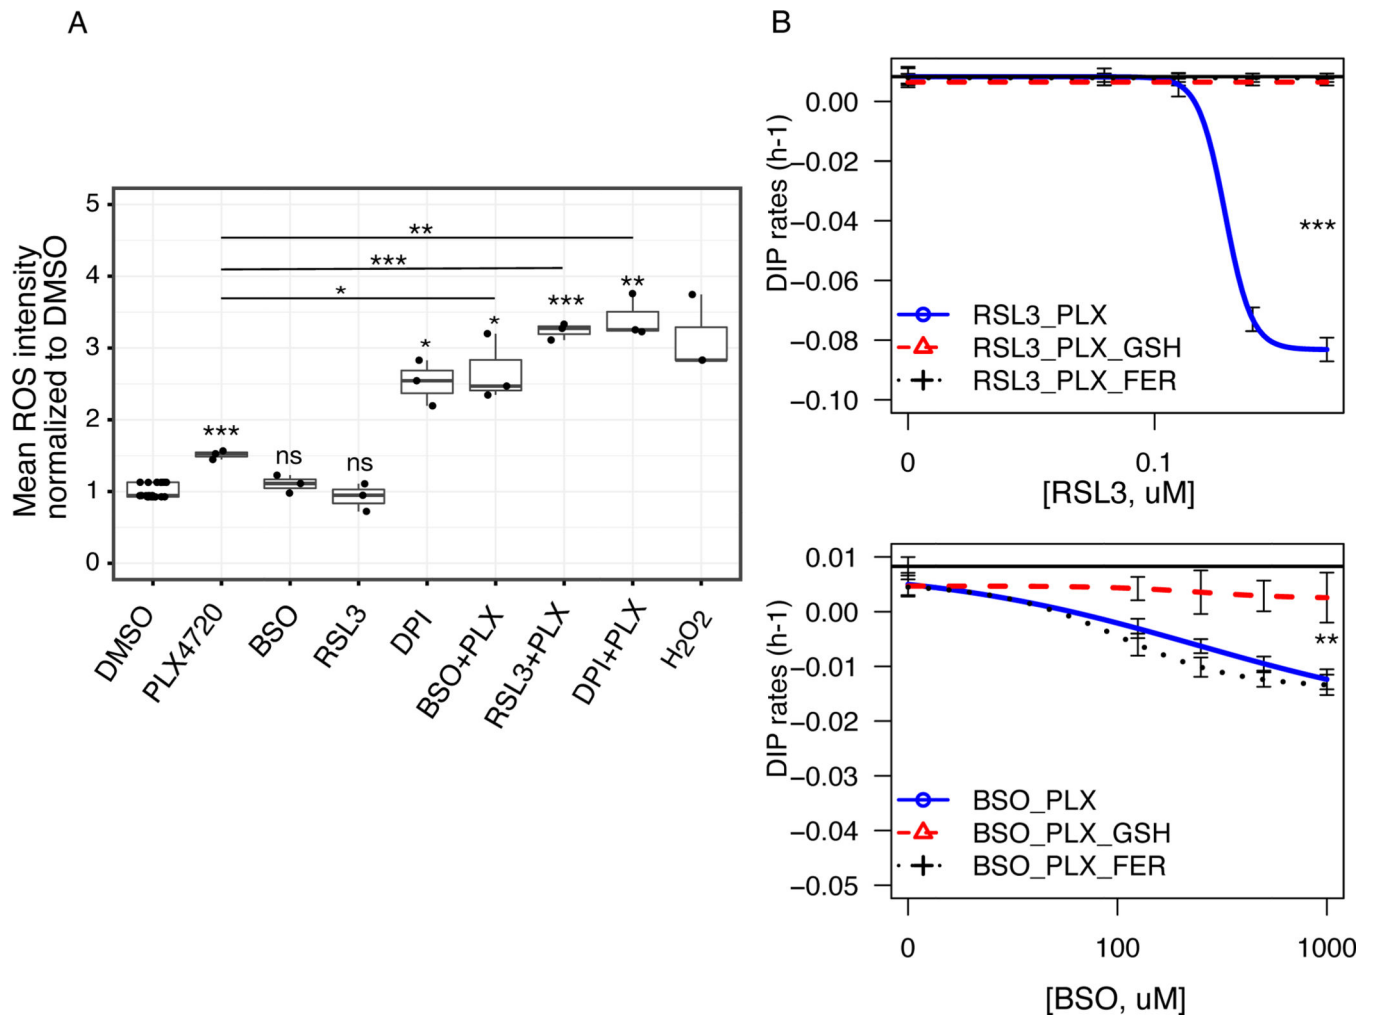 A
Mean ROS intensity
normalized to DMSO
5
4
3
2
1
0
**
***
*
***
ns
ns
*
*
***
**
DMSO
PLX4720
BSO
RSL3
DPI
BSO+PLX
RSL3+PLX
DPI+PLX
H2O2
B
DIP rates (h-1)
0.00
−0.02
−0.04
−0.06
−0.08
−0.10
***
RSL3_PLX
RSL3_PLX_GSH
RSL3_PLX_FER
0
0.1
[RSL3, uM]
DIP rates (h-1)
0.01
0.00
−0.01
−0.02
−0.03
−0.04
−0.05
**
BSO_PLX
BSO_PLX_GSH
BSO_PLX_FER
0
100
1000
[BSO, uM]